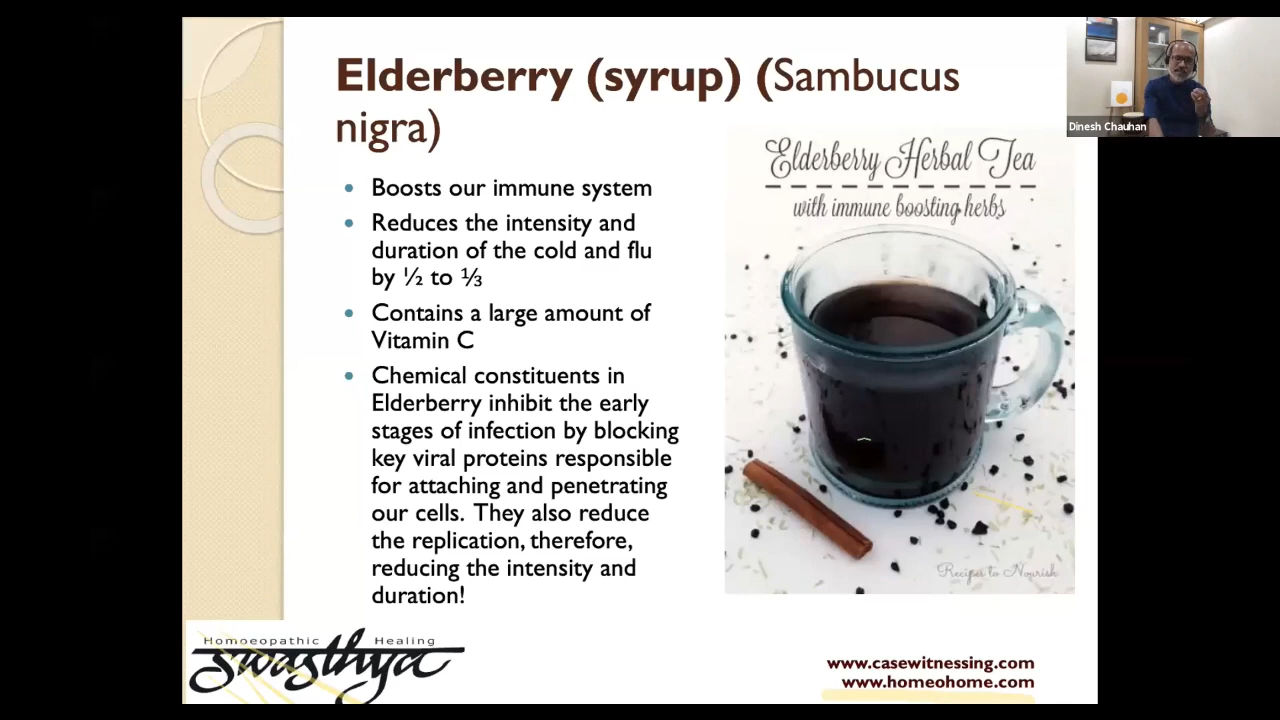 Elderberry (syrup) (Sambucus
nigra)
Boosts our immune system
Reduces the intensity and
duration of the cold and flu
by ½ to ⅓
Contains a large amount of
Vitamin C
Chemical constituents in
Elderberry inhibit the early
stages of infection by blocking
key viral proteins responsible
for attaching and penetrating
our cells. They also reduce
the replication, therefore,
reducing the intensity and
duration!
Elderberry Herbal Tea
with immune boosting herbs
Recipes to Nourish
Dinesh Chauhan
Homoeopathic Healing
swasthya
www.casewitnessing.com
www.homeohome.com